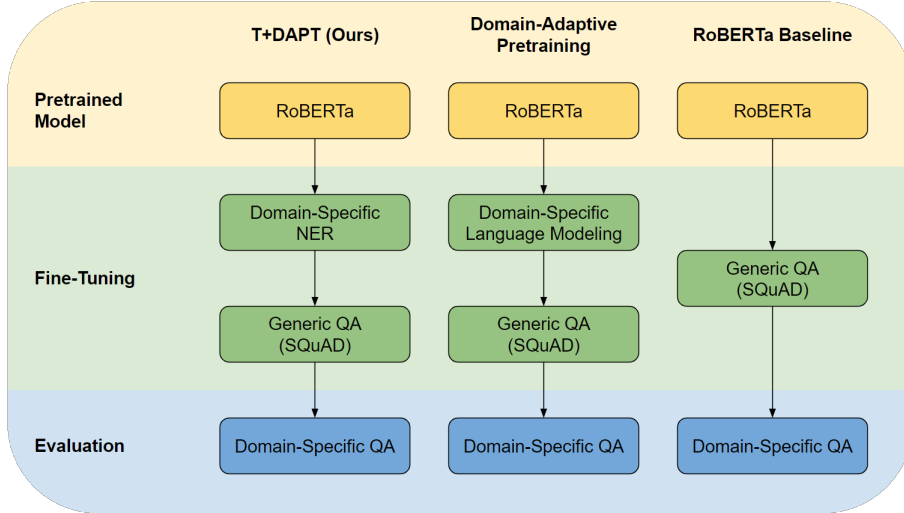 T+DAPT (Ours)
Domain-Adaptive
Pretraining
RoBERTa Baseline
Pretrained
Model
RoBERTa
RoBERTa
RoBERTa
Fine-Tuning
Domain-Specific
NER
Domain-Specific
Language Modeling
Generic QA
(SQuAD)
Generic QA
(SQuAD)
Generic QA
(SQuAD)
Evaluation
Domain-Specific QA
Domain-Specific QA
Domain-Specific QA